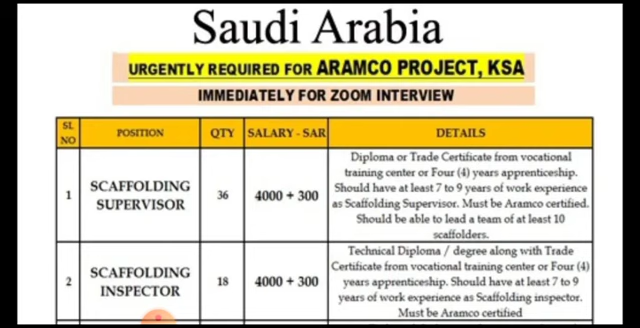 Saudi Arabia
URGENTLY REQUIRED FOR ARAMCO PROJECT, KSA
IMMEDIATELY FOR ZOOM INTERVIEW
SL NO POSITION QTY SALARY - SAR DETAILS
1 SCAFFOLDING SUPERVISOR 36 4000 + 300 Diploma or Trade Certificate from vocational
training center or Four (4) years apprenticeship.
Should have at least 7 to 9 years of work experience
as Scaffolding Supervisor. Must be Aramco certified.
Should be able to lead a team of at least 10
scaffolders.
2 SCAFFOLDING INSPECTOR 18 4000 + 300 Technical Diploma / degree along with Trade
Certificate from vocational training center or Four (4)
years apprenticeship. Should have at least 7 to 9
years of work experience as Scaffolding inspector.
Must be Aramco certified